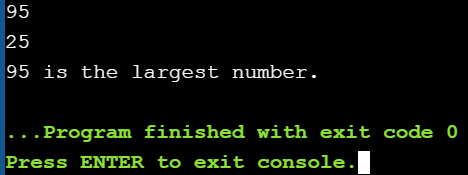 95
25
95 is the largest number.
...Program finished with exit code 0
Press ENTER to exit console.